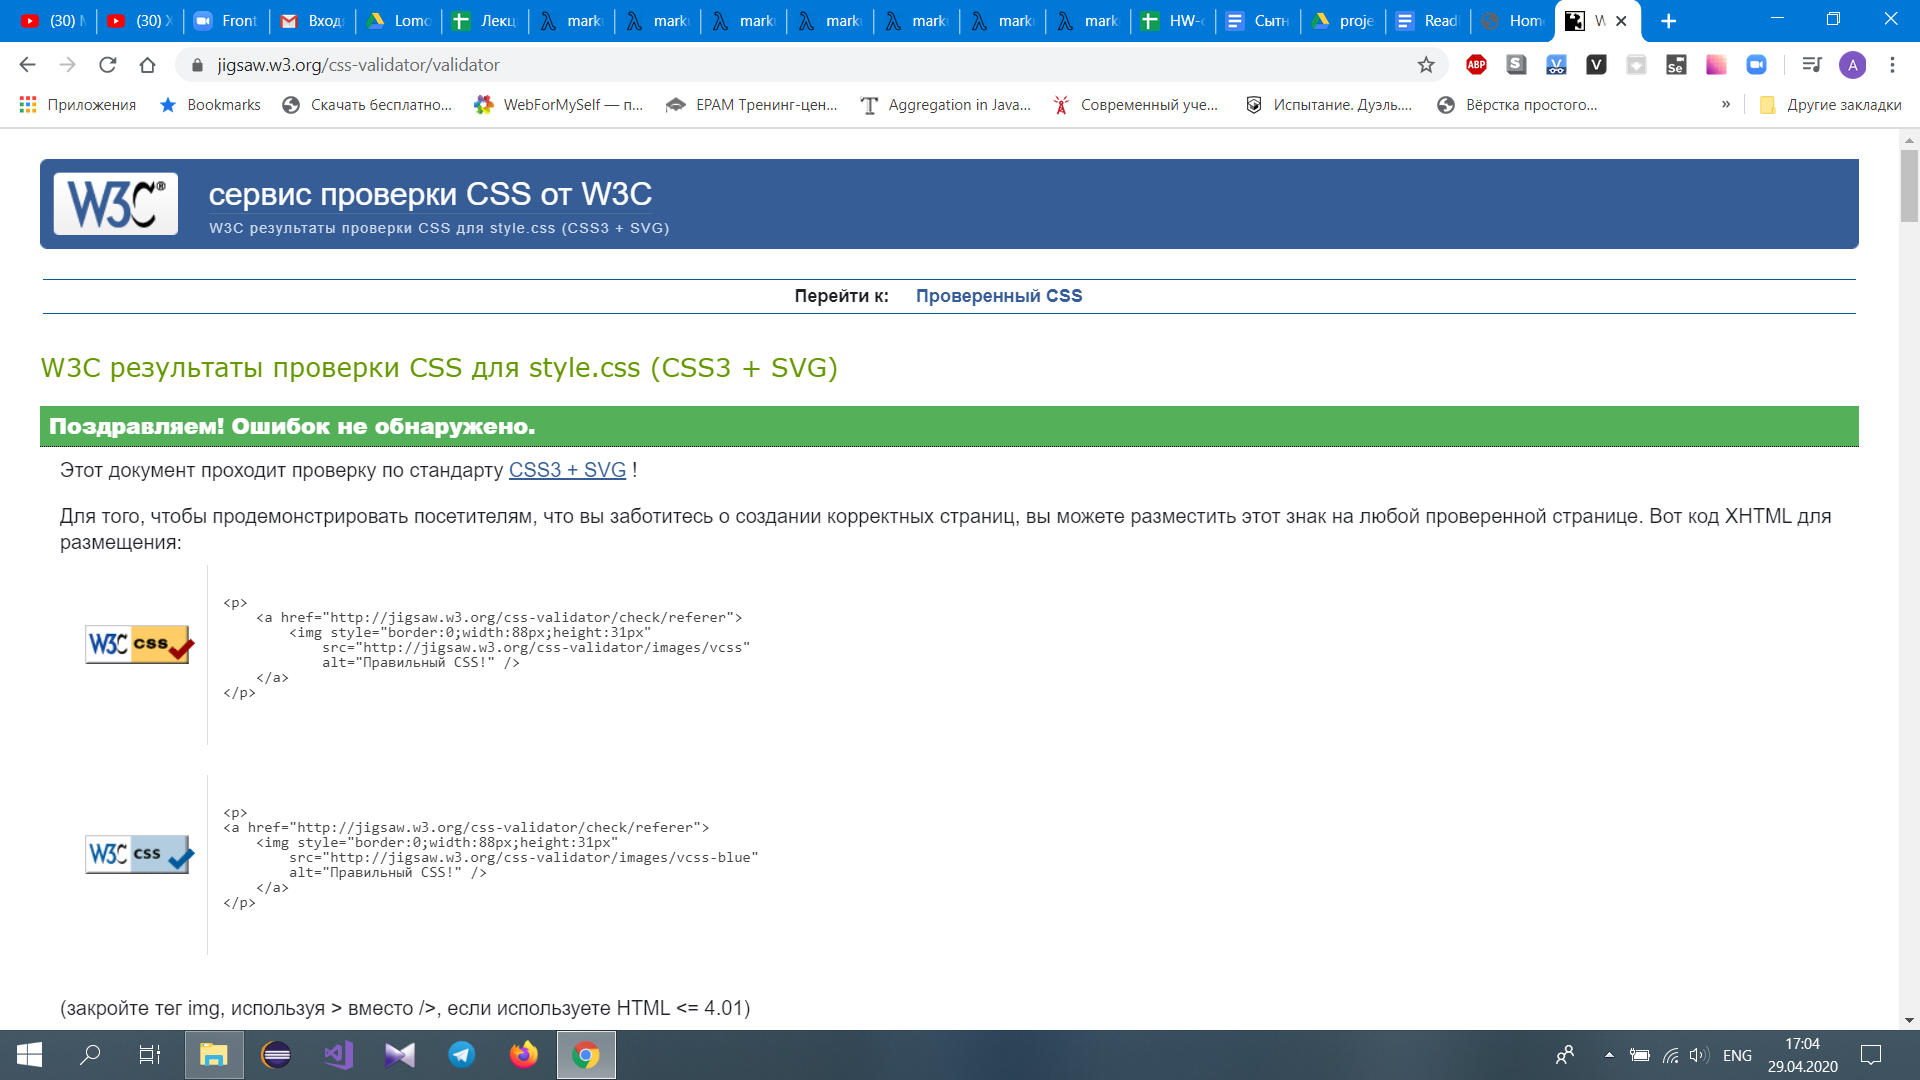 (30) М
(30) Х
Front
Вход
Lomo
Лекц
mark
mark
mark
mark
mark
mark
mark
HW-
Сытн
proje
Read
Hom
W
jigsaw.w3.org/css-validator/validator
ABP
S
V
V
Se
A
Приложения
Bookmarks
Скачать бесплатно...
WebForMySelf — п...
EPAM Тренинг-цен...
Aggregation in Java...
Современный уче...
Испытание. Дуэль....
Вёрстка простого...
»
Другие закладки
W3C®
сервис проверки CSS от W3C
W3C результаты проверки CSS для style.css (CSS3 + SVG)
Перейти к: Проверенный CSS
W3C результаты проверки CSS для style.css (CSS3 + SVG)
Поздравляем! Ошибок не обнаружено.
Этот документ проходит проверку по стандарту CSS3 + SVG !
Для того, чтобы продемонстрировать посетителям, что вы заботитесь о создании корректных страниц, вы можете разместить этот знак на любой проверенной странице. Вот код XHTML для
размещения:
W3C css
<p>
<a href="http://jigsaw.w3.org/css-validator/check/referer">
<img style="border:0;width:88px;height:31px"
src="http://jigsaw.w3.org/css-validator/images/vcss"
alt="Правильный CSS!" />
</a>
</p>
W3C css
<p>
<a href="http://jigsaw.w3.org/css-validator/check/referer">
<img style="border:0;width:88px;height:31px"
src="http://jigsaw.w3.org/css-validator/images/vcss-blue"
alt="Правильный CSS!" />
</a>
</p>
(закройте тег img, используя > вместо />, если используете HTML <= 4.01)
ENG
17:04
29.04.2020